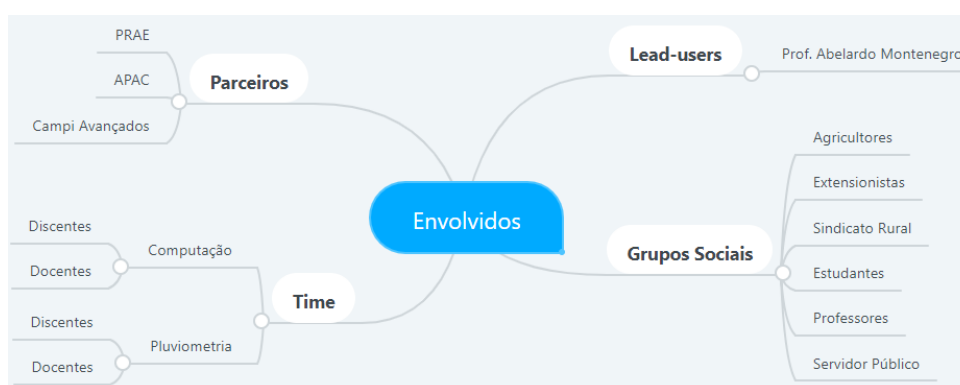 PRAE
APAC
Campi Avançados
Parceiros
Lead-users
Prof. Abelardo Montenegro
Envolvidos
Agricultores
Extensionistas
Sindicato Rural
Estudantes
Professores
Servidor Público
Grupos Sociais
Discentes
Docentes
Computação
Discentes
Docentes
Pluviometria
Time